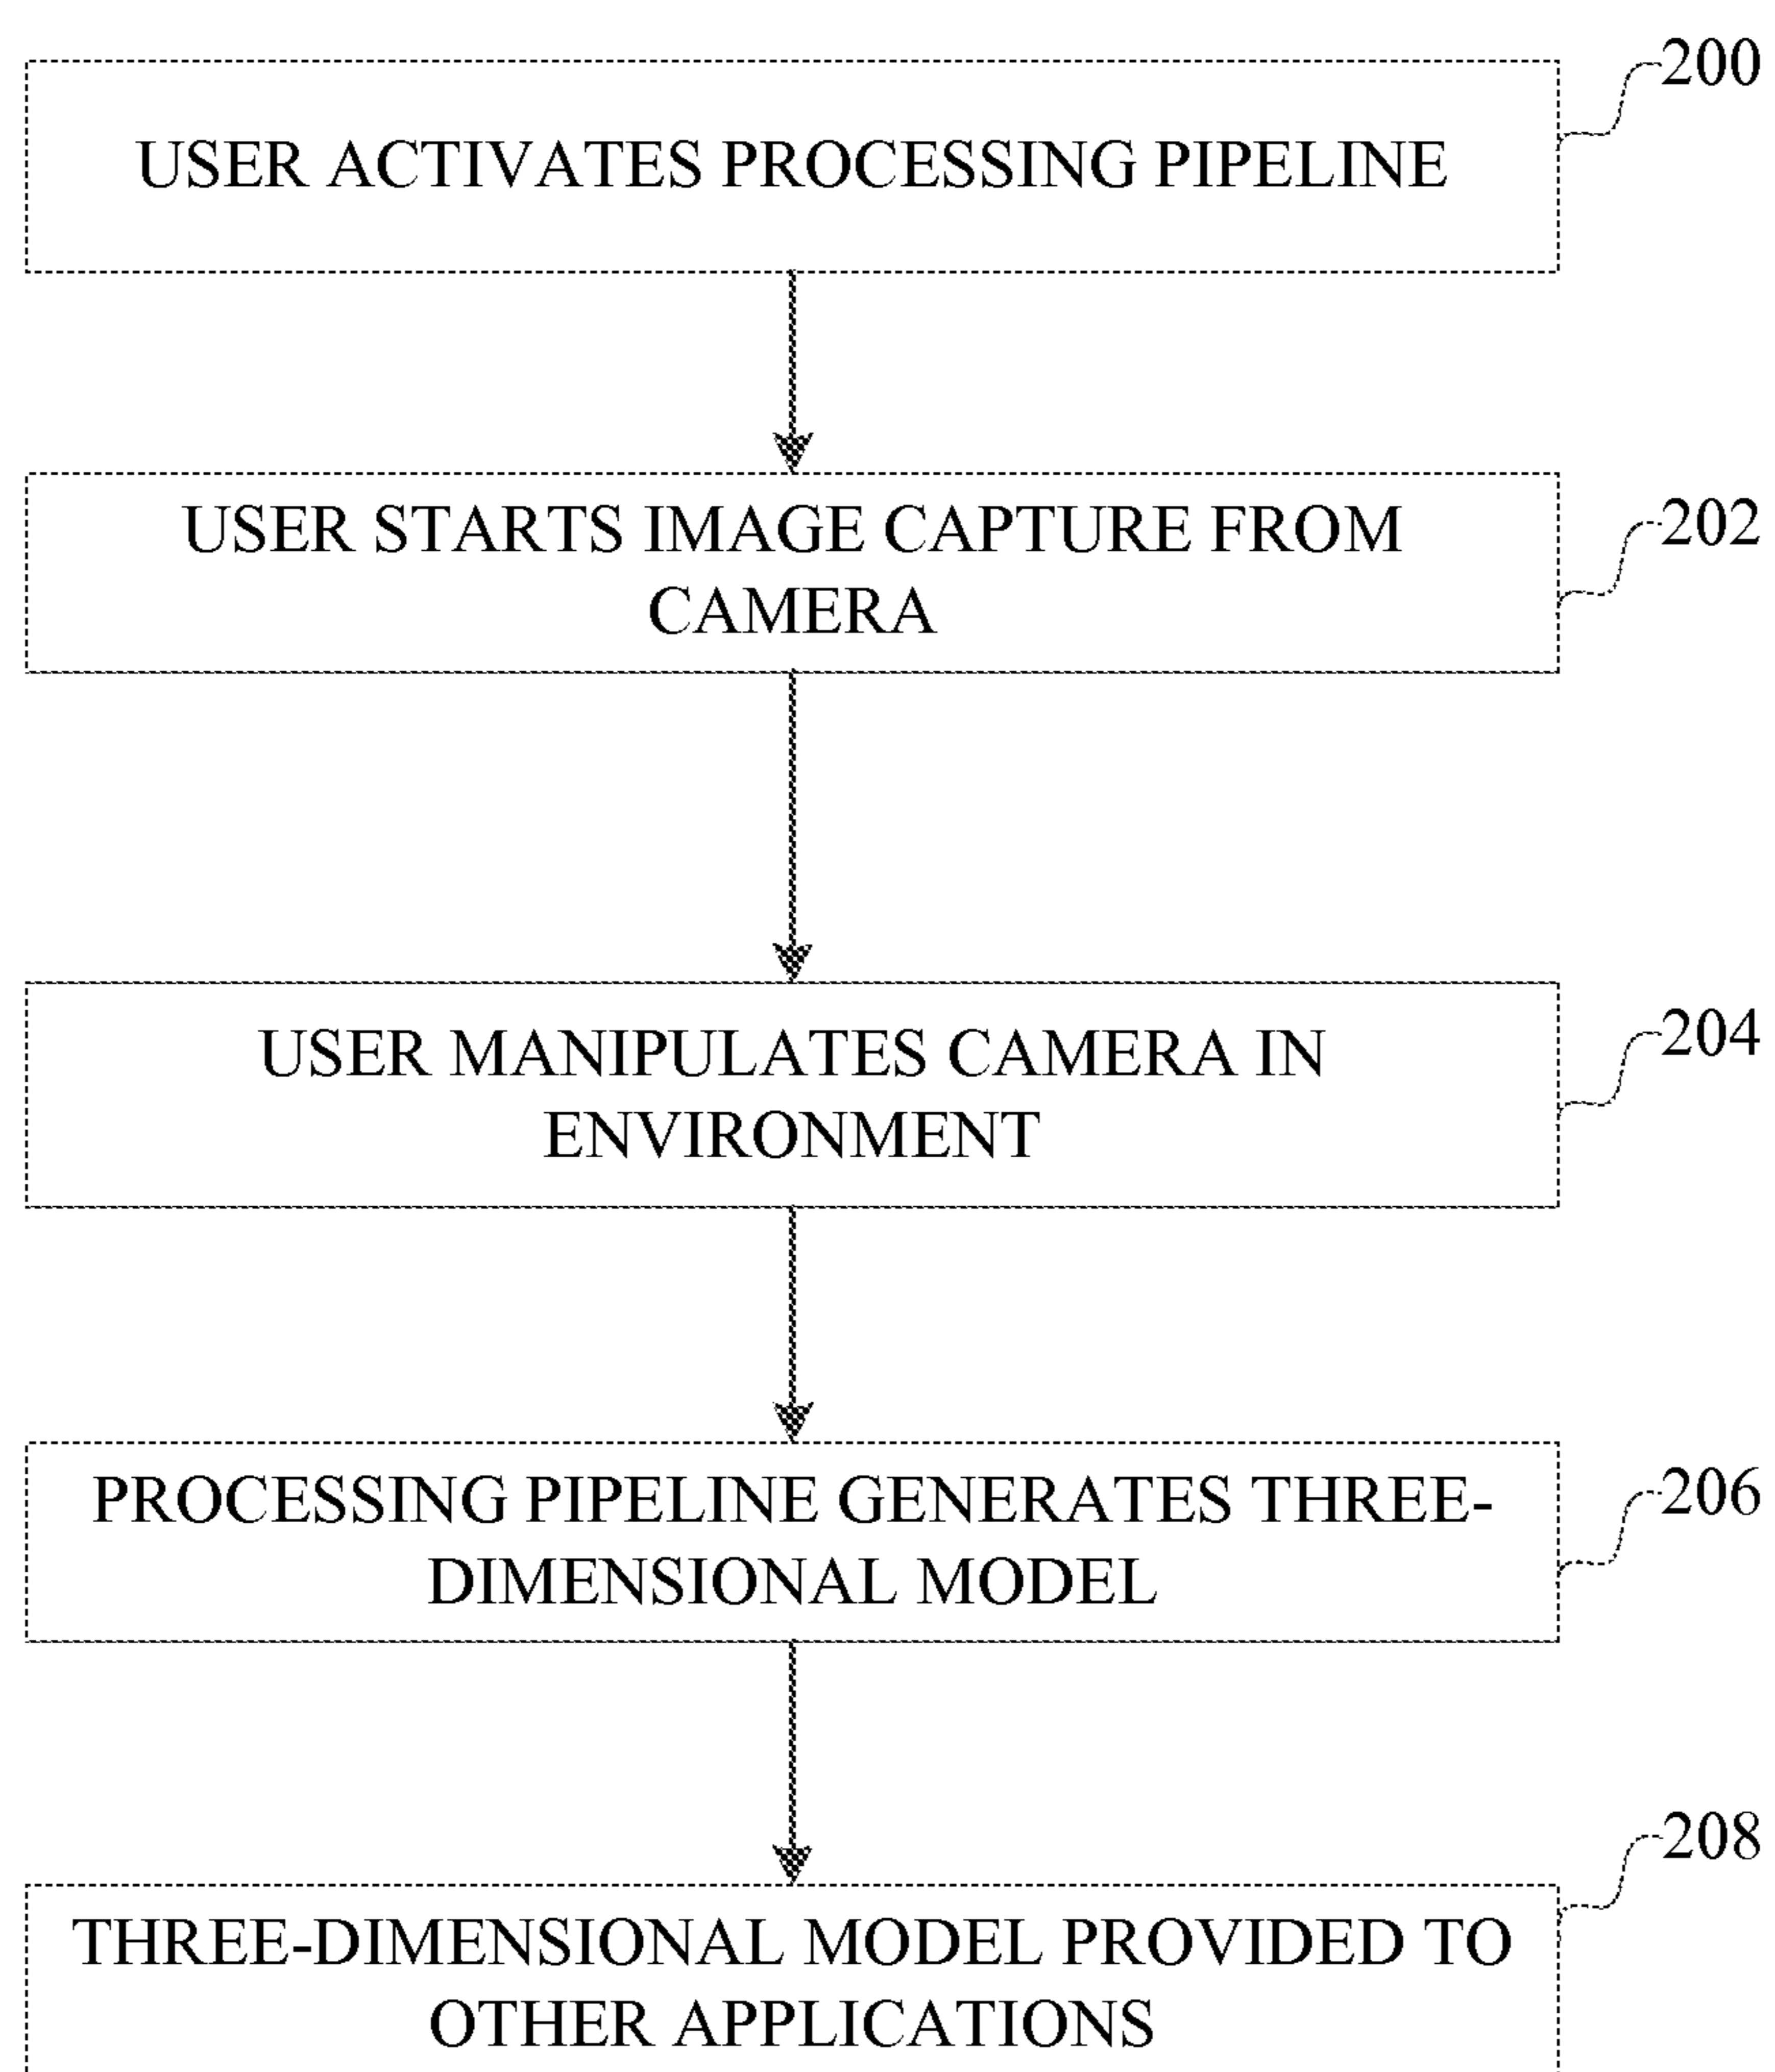 200
USER ACTIVATES PROCESSING PIPELINE
202
USER STARTS IMAGE CAPTURE FROM
CAMERA
204
USER MANIPULATES CAMERA IN
ENVIRONMENT
206
PROCESSING PIPELINE GENERATES THREE-
DIMENSIONAL MODEL
208
THREE-DIMENSIONAL MODEL PROVIDED TO
OTHER APPLICATIONS